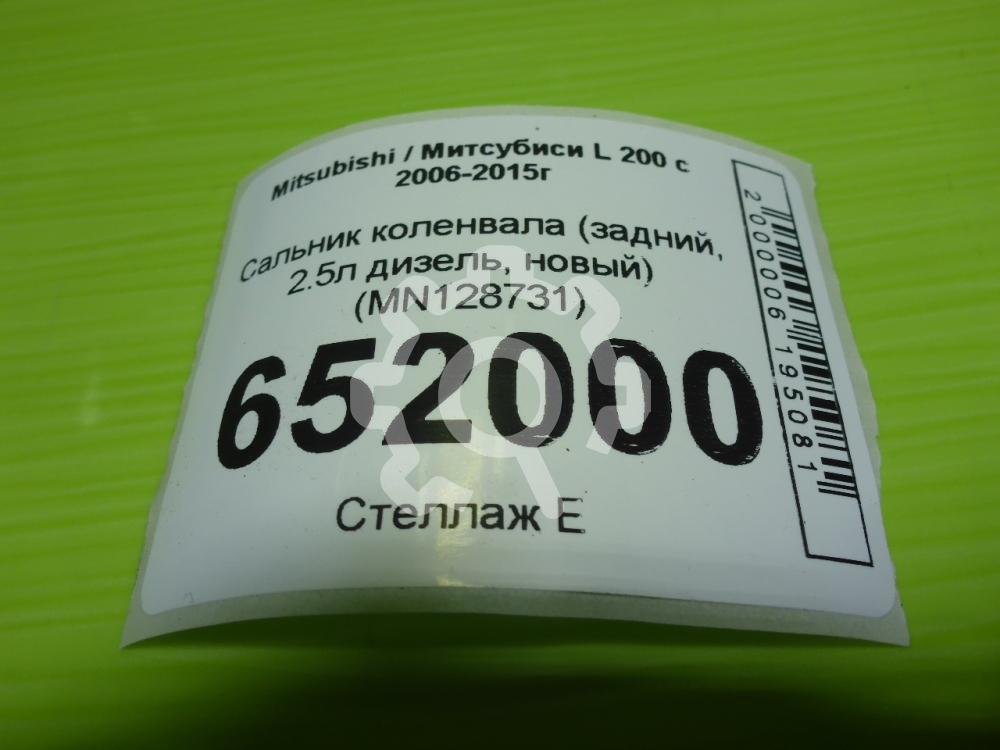 Mitsubishi / Митсубиси L 200 с
2006-2015г
Сальник коленвала (задний,
2.5л дизель, новый)
(MN128731)
652000
Стеллаж E
2000006195081